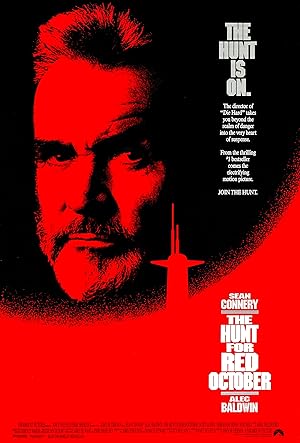 THE
HUNT
IS
ON.
The director of
"Die Hard" takes
you beyond the
realm of danger
into the very heart
of suspense.
From the thrilling
#1 bestseller
comes the
electrifying
motion picture.
JOIN THE HUNT.
SEAN
CONNERY
THE
HUNT
FOR
RED
OCTOBER
ALEC
BALDWIN